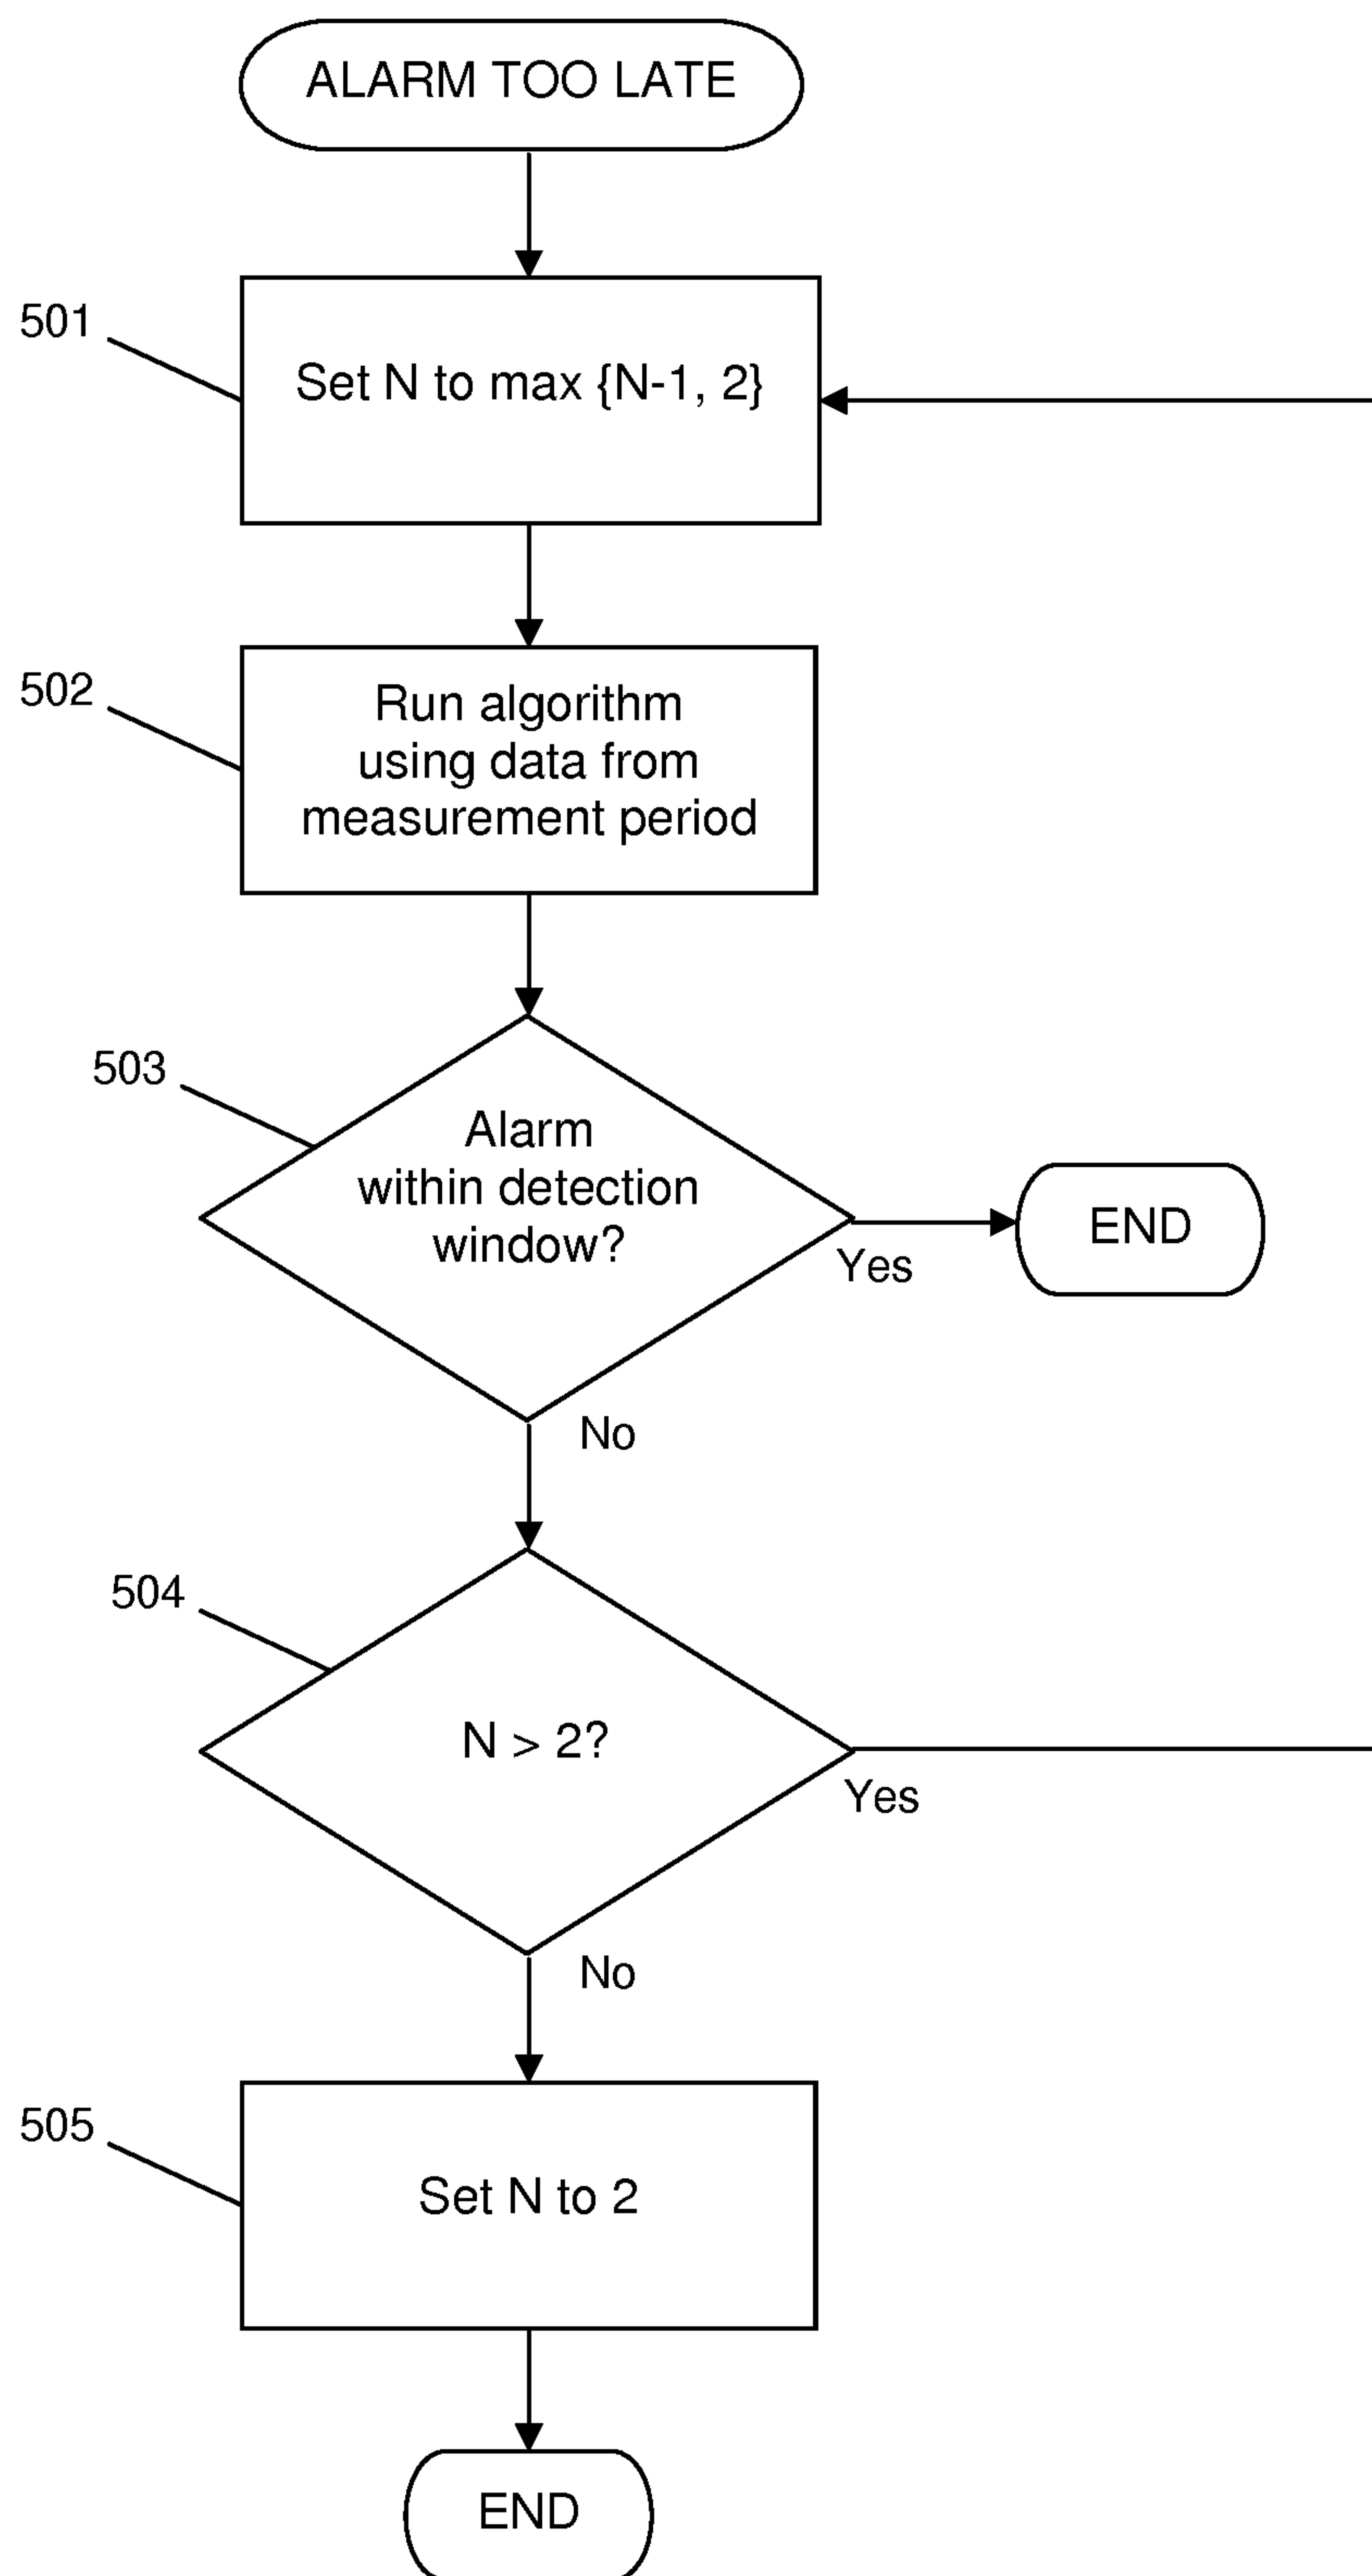 ALARM TOO LATE
501
Set N to max {N-1, 2}
502
Run algorithm
using data from
measurement period
503
Alarm
within detection
window?
Yes
END
No
504
N > 2?
Yes
No
505
Set N to 2
END